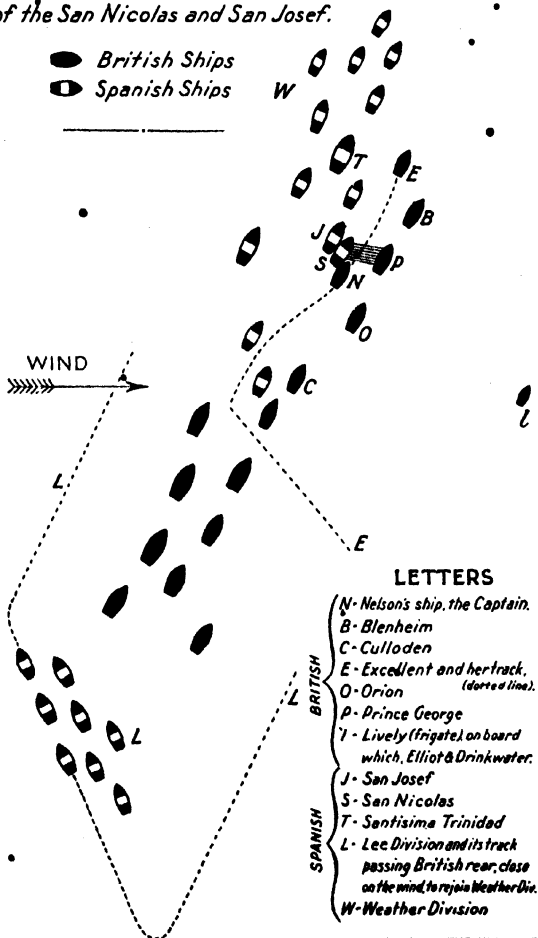 of the San Nicolas and San Josef.
British Ships
Spanish Ships
W
T
E
B
J
S
P
N
O
WIND
C
l
L
E
LETTERS
BRITISH
N - Nelson's ship, the Captain.
B - Blenheim
C - Culloden
E - Excellent and her track,
(dotted line).
O - Orion
P - Prince George
l - Lively (frigate), on board
which, Elliot & Drinkwater.
L
L
SPANISH
J - San Josef
S - San Nicolas
T - Santisima Trinidad
L - Lee Division and its track
passing British rear, close
on the wind, to rejoin Weather Div.
W - Weather Division